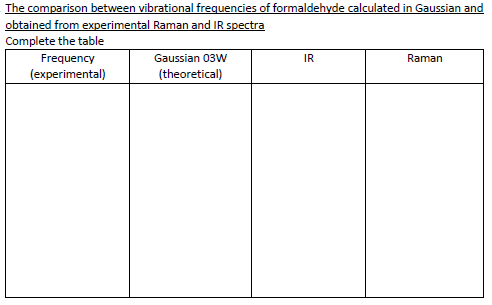 The comparison between vibrational frequencies of formaldehyde calculated in Gaussian and
obtained from experimental Raman and IR spectra
Complete the table
Frequency (experimental)
Gaussian 03W (theoretical)
IR
Raman